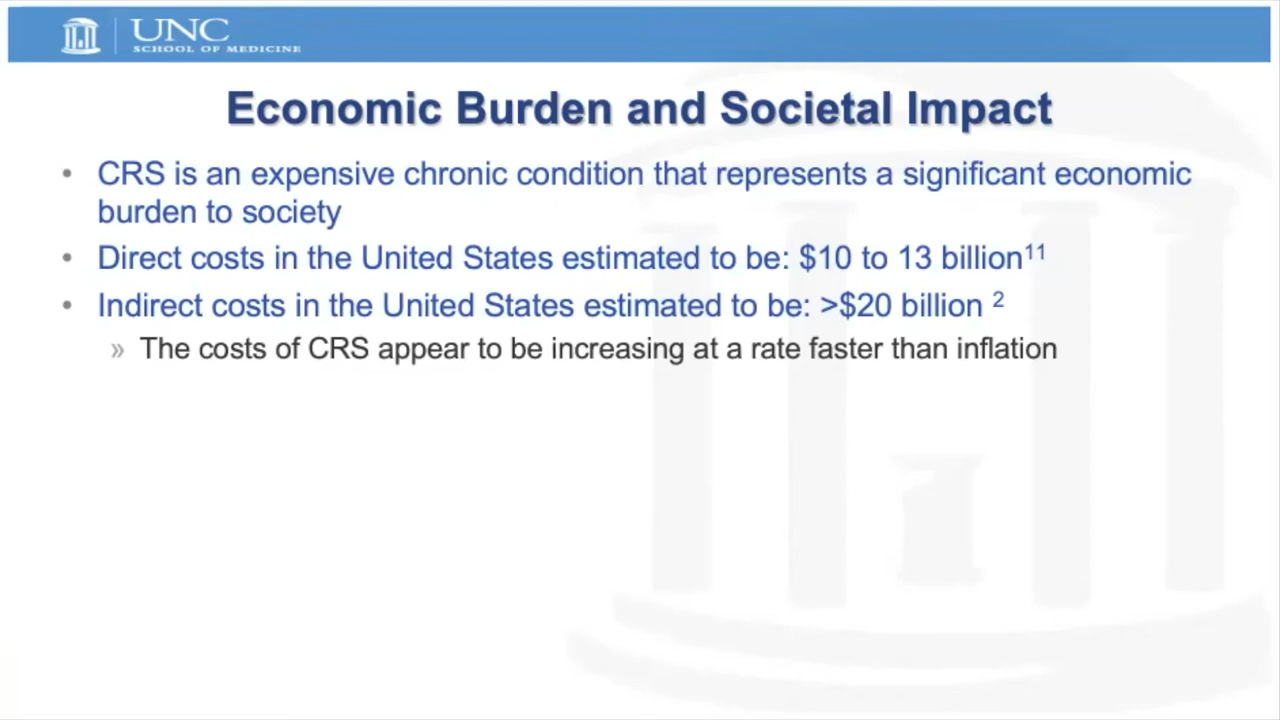 UNC
SCHOOL OF MEDICINE
Economic Burden and Societal Impact
• CRS is an expensive chronic condition that represents a significant economic
burden to society
• Direct costs in the United States estimated to be: $10 to 13 billion¹¹
• Indirect costs in the United States estimated to be: >$20 billion ²
» The costs of CRS appear to be increasing at a rate faster than inflation